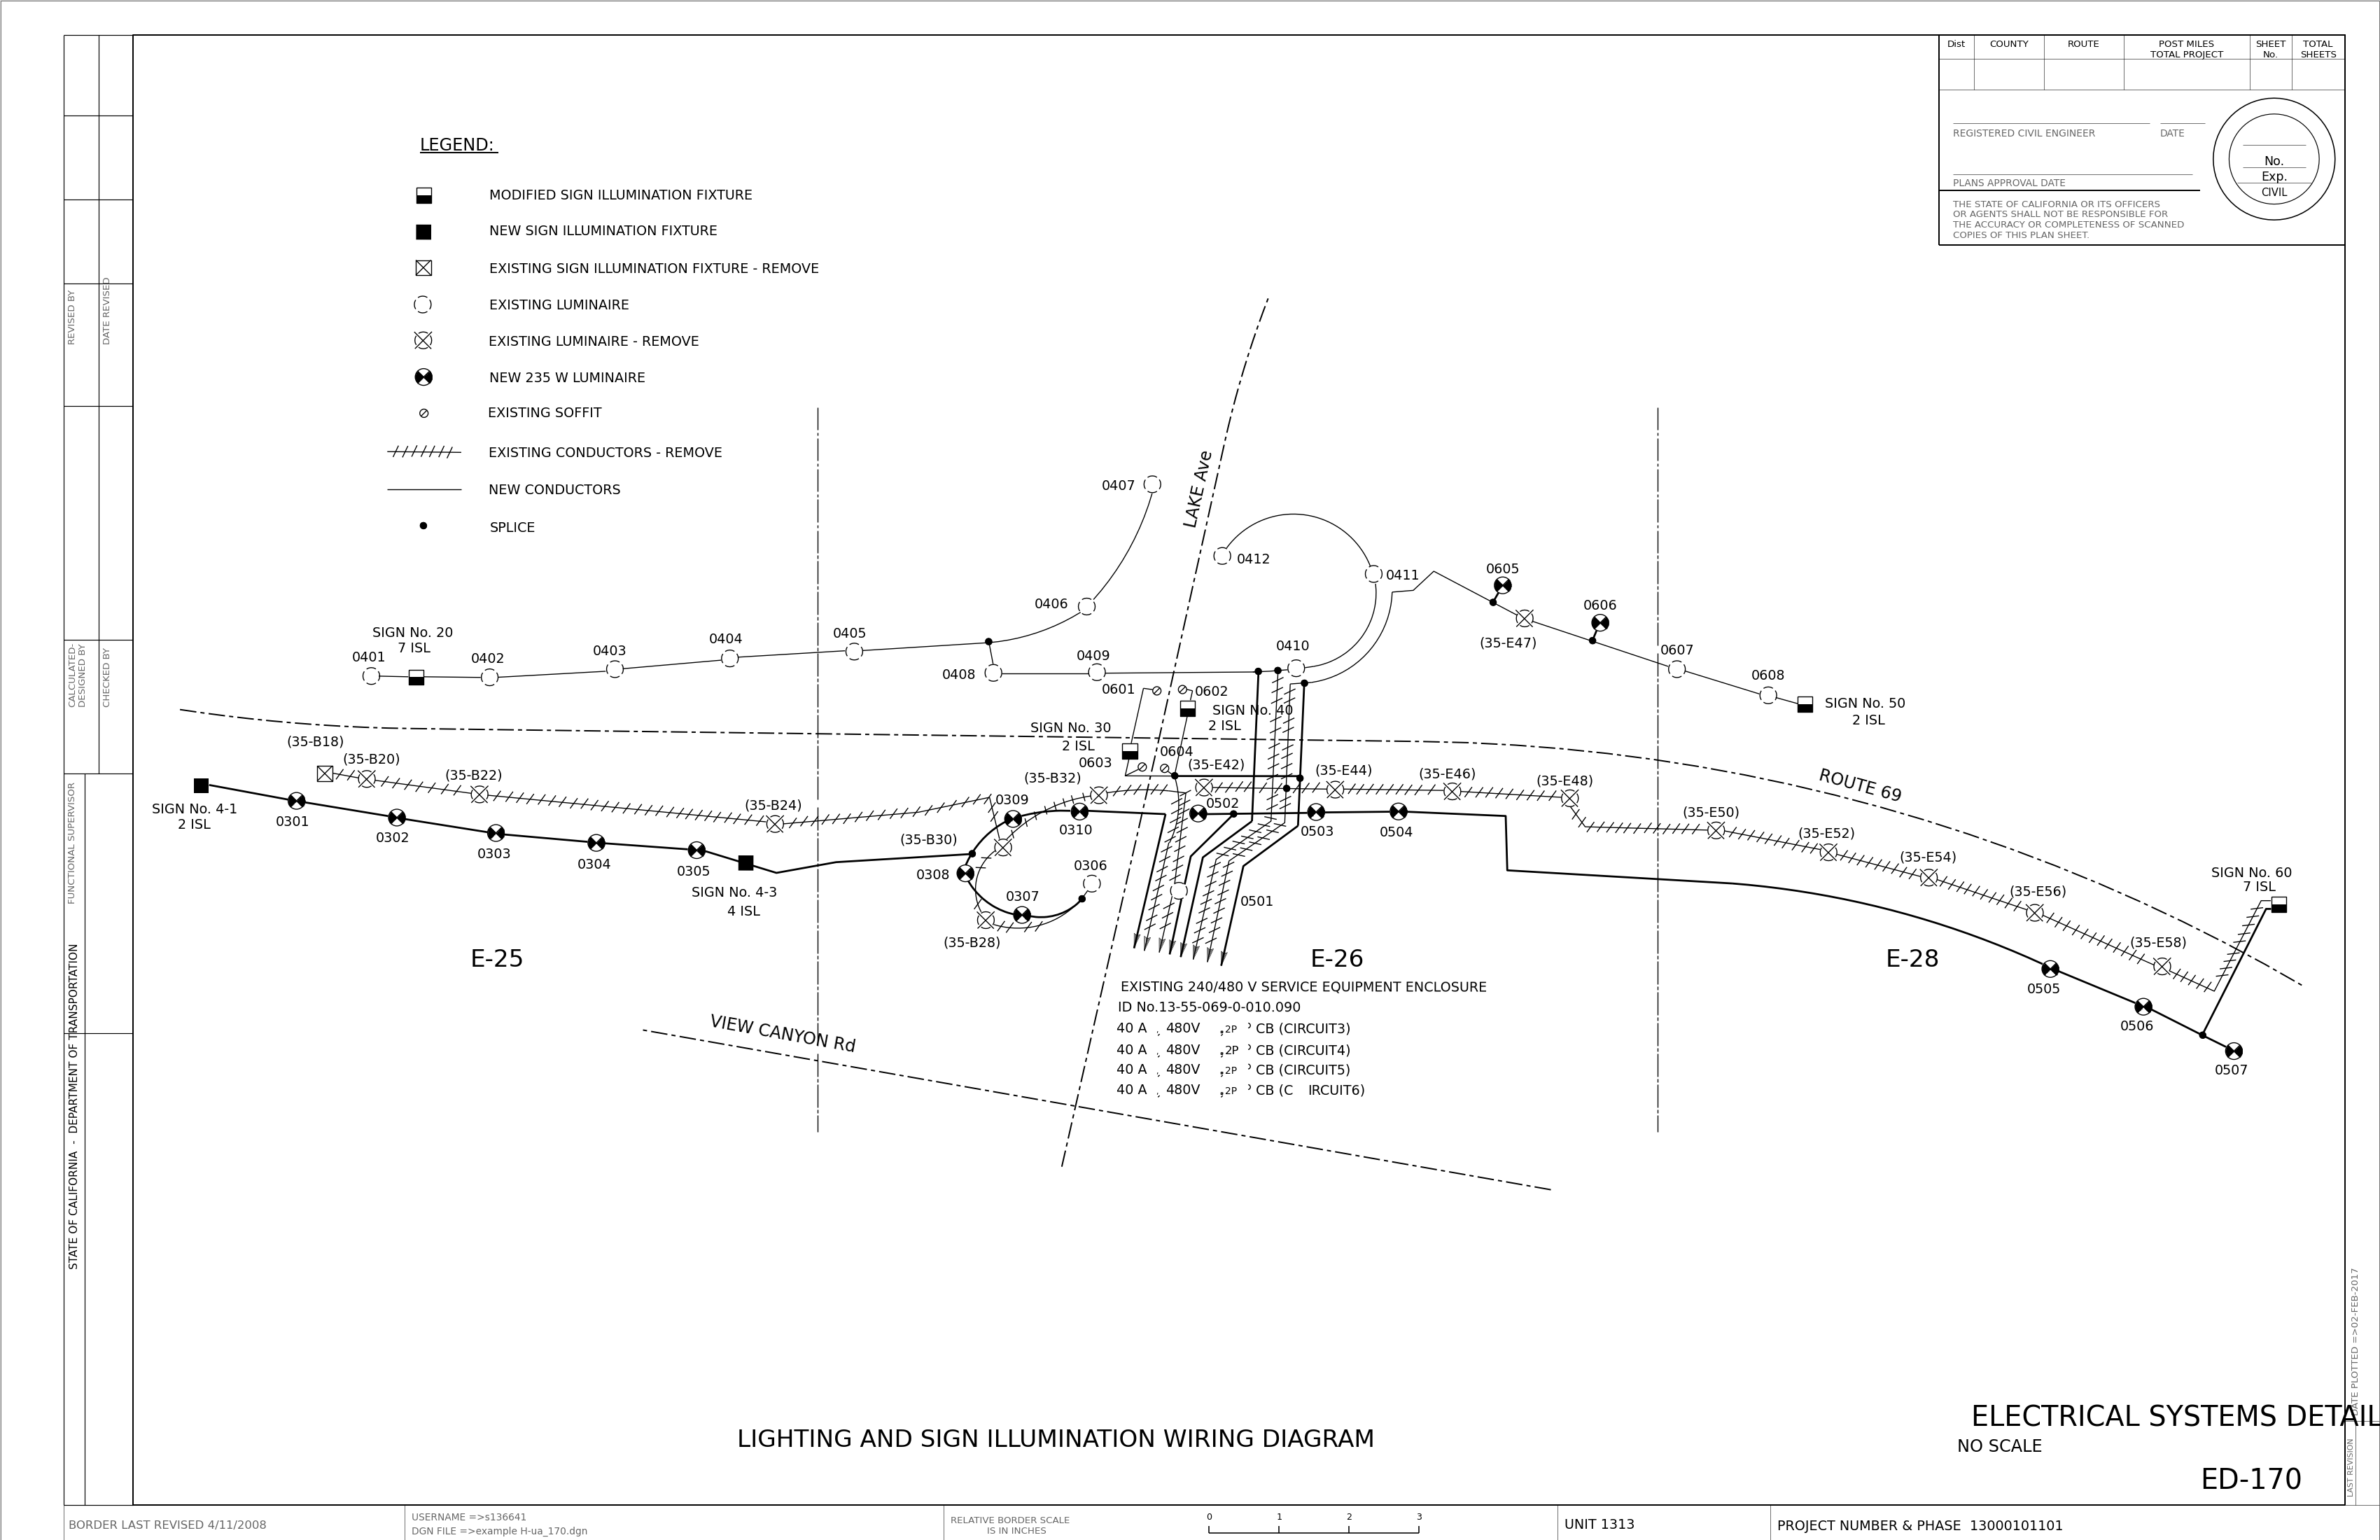 Dist
COUNTY
ROUTE
POST MILES
TOTAL PROJECT
SHEET
No.
TOTAL
SHEETS
REGISTERED CIVIL ENGINEER
DATE
PLANS APPROVAL DATE
No.
Exp.
CIVIL
THE STATE OF CALIFORNIA OR ITS OFFICERS
OR AGENTS SHALL NOT BE RESPONSIBLE FOR
THE ACCURACY OR COMPLETENESS OF SCANNED
COPIES OF THIS PLAN SHEET.
LEGEND:
MODIFIED SIGN ILLUMINATION FIXTURE
NEW SIGN ILLUMINATION FIXTURE
EXISTING SIGN ILLUMINATION FIXTURE - REMOVE
EXISTING LUMINAIRE
EXISTING LUMINAIRE - REMOVE
NEW 235 W LUMINAIRE
EXISTING SOFFIT
EXISTING CONDUCTORS - REMOVE
NEW CONDUCTORS
SPLICE
REVISED BY
DATE REVISED
CALCULATED-
DESIGNED BY
CHECKED BY
FUNCTIONAL SUPERVISOR
STATE OF CALIFORNIA - DEPARTMENT OF TRANSPORTATION
LAKE Ave
0407
0412
0411
0406
0605
0606
(35-E47)
0607
0608
SIGN No. 50
2 ISL
SIGN No. 20
7 ISL
0401
0402
0403
0404
0405
0408
0409
0410
0601
0602
SIGN No. 40
2 ISL
SIGN No. 30
2 ISL
0603
0604
(35-B18)
(35-B20)
(35-B22)
(35-B24)
(35-B32)
(35-E42)
(35-E44)
(35-E46)
(35-E48)
(35-E50)
(35-E52)
(35-E54)
(35-E56)
(35-E58)
ROUTE 69
SIGN No. 60
7 ISL
SIGN No. 4-1
2 ISL
0301
0302
0303
0304
0305
SIGN No. 4-3
4 ISL
(35-B30)
0309
0310
0308
0307
0306
(35-B28)
0502
0503
0504
0501
0505
0506
0507
E-25
E-26
E-28
EXISTING 240/480 V SERVICE EQUIPMENT ENCLOSURE
ID No.13-55-069-0-010.090
40 A , 480V ,2P CB (CIRCUIT3)
40 A , 480V ,2P CB (CIRCUIT4)
40 A , 480V ,2P CB (CIRCUIT5)
40 A , 480V ,2P CB (C IRCUIT6)
VIEW CANYON Rd
LIGHTING AND SIGN ILLUMINATION WIRING DIAGRAM
ELECTRICAL SYSTEMS DETAIL
NO SCALE
ED-170
DATE PLOTTED =>02-FEB-2017
LAST REVISION
BORDER LAST REVISED 4/11/2008
USERNAME =>s136641
DGN FILE =>example H-ua_170.dgn
RELATIVE BORDER SCALE
IS IN INCHES
0 1 2 3
UNIT 1313
PROJECT NUMBER & PHASE 13000101101